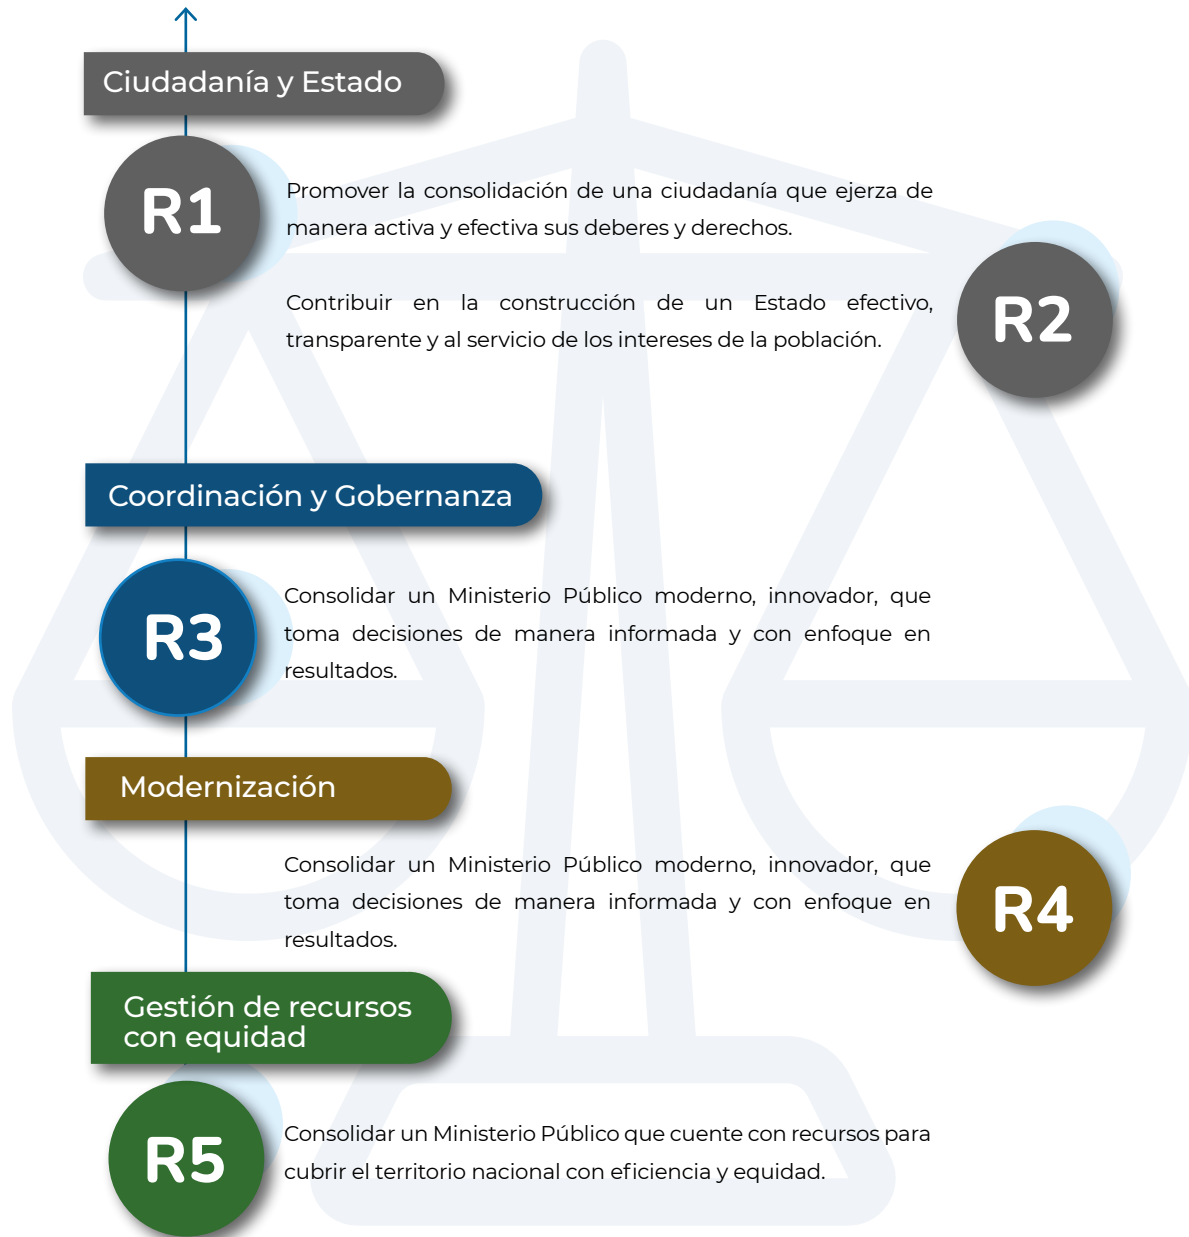 Ciudadanía y Estado
R1
Promover la consolidación de una ciudadanía que ejerza de
manera activa y efectiva sus deberes y derechos.
Contribuir en la construcción de un Estado efectivo,
transparente y al servicio de los intereses de la población.
R2
Coordinación y Gobernanza
R3
Consolidar un Ministerio Público moderno, innovador, que
toma decisiones de manera informada y con enfoque en
resultados.
Modernización
Consolidar un Ministerio Público moderno, innovador, que
toma decisiones de manera informada y con enfoque en
resultados.
R4
Gestión de recursos
con equidad
R5
Consolidar un Ministerio Público que cuente con recursos para
cubrir el territorio nacional con eficiencia y equidad.